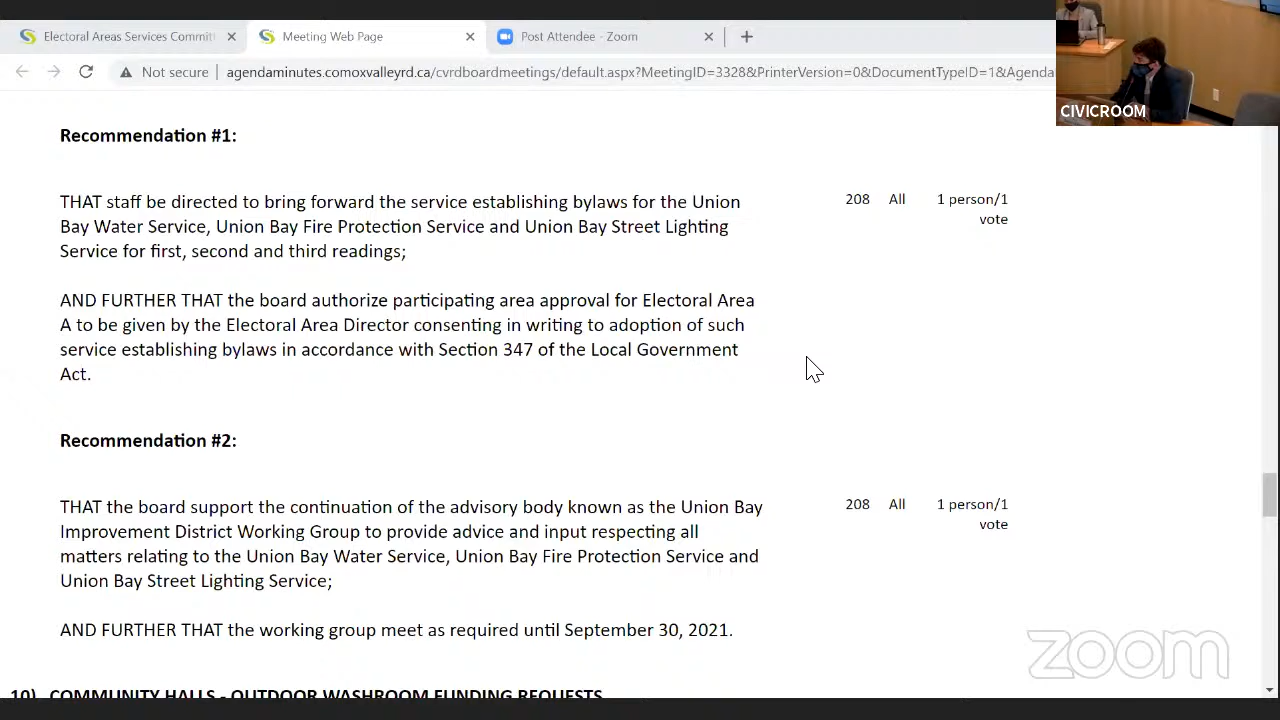 Electoral Areas Services Committ
Meeting Web Page
Post Attendee - Zoom
Not secure
agendaminutes.comoxvalleyrd.ca/cvrdboardmeetings/default.aspx?MeetingID=3328&PrinterVersion=0&DocumentTypeID=1&Agenda
CIVICROOM
Recommendation #1:
THAT staff be directed to bring forward the service establishing bylaws for the Union
Bay Water Service, Union Bay Fire Protection Service and Union Bay Street Lighting
Service for first, second and third readings;
208 All 1 person/1
vote
AND FURTHER THAT the board authorize participating area approval for Electoral Area
A to be given by the Electoral Area Director consenting in writing to adoption of such
service establishing bylaws in accordance with Section 347 of the Local Government
Act.
Recommendation #2:
THAT the board support the continuation of the advisory body known as the Union Bay
Improvement District Working Group to provide advice and input respecting all
matters relating to the Union Bay Water Service, Union Bay Fire Protection Service and
Union Bay Street Lighting Service;
208 All 1 person/1
vote
AND FURTHER THAT the working group meet as required until September 30, 2021.
zoom
10) COMMUNITY HALLS - OUTDOOR WASHROOM FUNDING REQUESTS